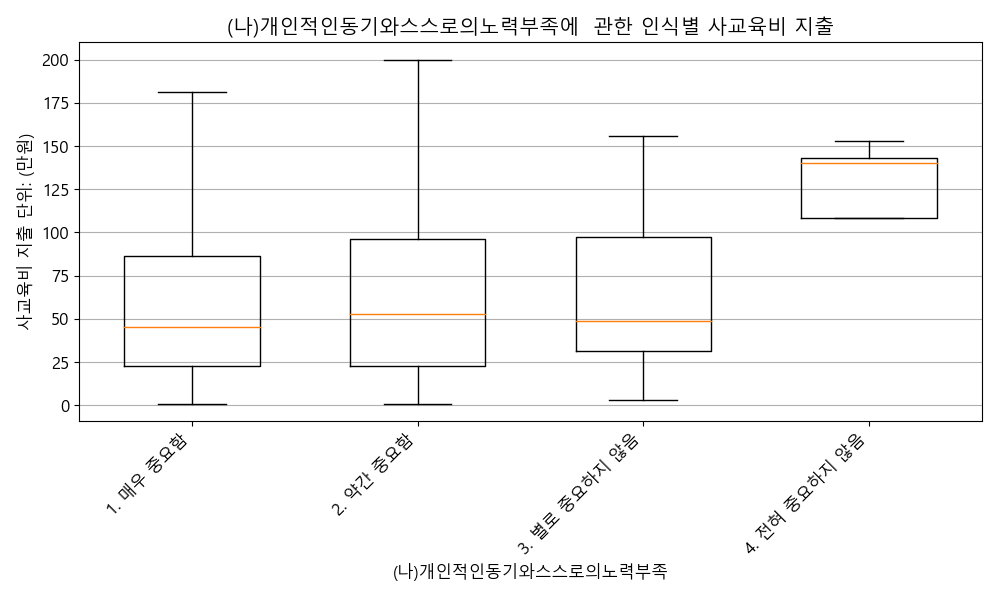 (나)개인적인동기와스스로의노력부족에 관한 인식별 사교육비 지출
사교육비 지출 단위: (만원)
200
175
150
125
100
75
50
25
0
1. 매우 중요함
2. 약간 중요함
3. 별로 중요하지 않음
4. 전혀 중요하지 않음
(나)개인적인동기와스스로의노력부족